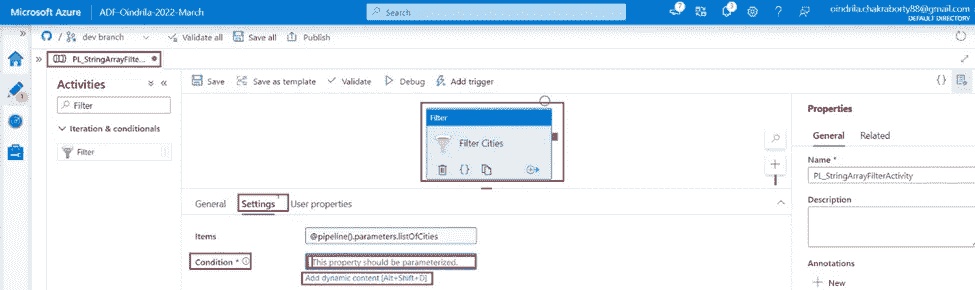 Microsoft Azure
ADF-Oindrila-2022-March
Search
7
1
oindrila.chakraborty88@gmail.com
DEFAULT DIRECTORY
dev branch
Validate all
Save all
Publish
PL_StringArrayFilte...
Activities
Filter
Iteration & conditionals
Filter
Save
Save as template
Validate
Debug
Add trigger
Filter
Filter Cities
General
Settings
User properties
Items
@pipeline().parameters.listOfCities
Condition *
This property should be parameterized.
Add dynamic content [Alt+Shift+D]
Properties
General
Related
Name *
PL_StringArrayFilterActivity
Description
Annotations
New